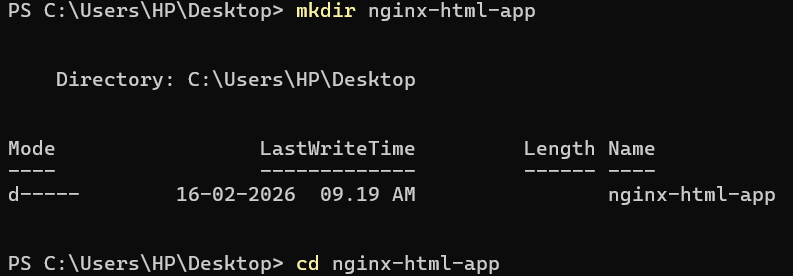 PS C:\Users\HP\Desktop> mkdir nginx-html-app
Directory: C:\Users\HP\Desktop
Mode                 LastWriteTime         Length Name
----                 -------------         ------ ----
d-----        16-02-2026  09.19 AM                nginx-html-app
PS C:\Users\HP\Desktop> cd nginx-html-app